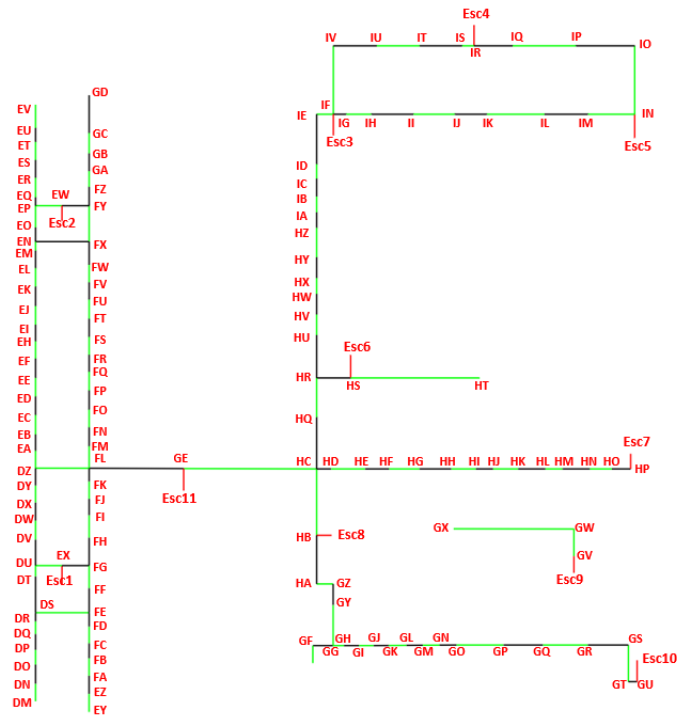 Esc4
IV IU IT IS IQ IP IO
IR
GD
EV
IE IF IN
IG IH II IJ IK IL IM
EU GC
Esc3 Esc5
ET
ES GB
GA ID
ER IC
EQ EW FZ
EP FY IB
Esc2 IA
EO HZ
EN FX
EM
EL FW HY
FV HX
EK FU HW
EJ FT HV
EI
EH FS HU
Esc6
EF FR
EE FQ HR
HS HT
ED FP
EC FO HQ
EB FN
EA FM
FL GE HC HD HE HF HG HH HI HJ HK HL HM HN HO Esc7
DZ HP
DY FK
DX FJ Esc11
DW FI
GX GW
DV FH HB Esc8
DU EX FG GV
DT Esc1 Esc9
FF HA GZ
DS GY
DR FE
DQ FD
GF GH GJ GL GN GS
DP FC GG GI GK GM GO GP GQ GR
FB Esc10
DO
DN FA GT GU
DM EZ
EY